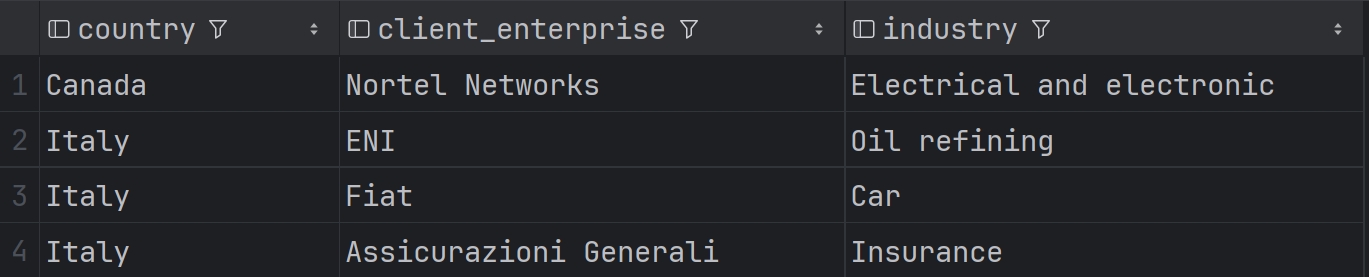 country client_enterprise industry
1 Canada Nortel Networks Electrical and electronic
2 Italy ENI Oil refining
3 Italy Fiat Car
4 Italy Assicurazioni Generali Insurance